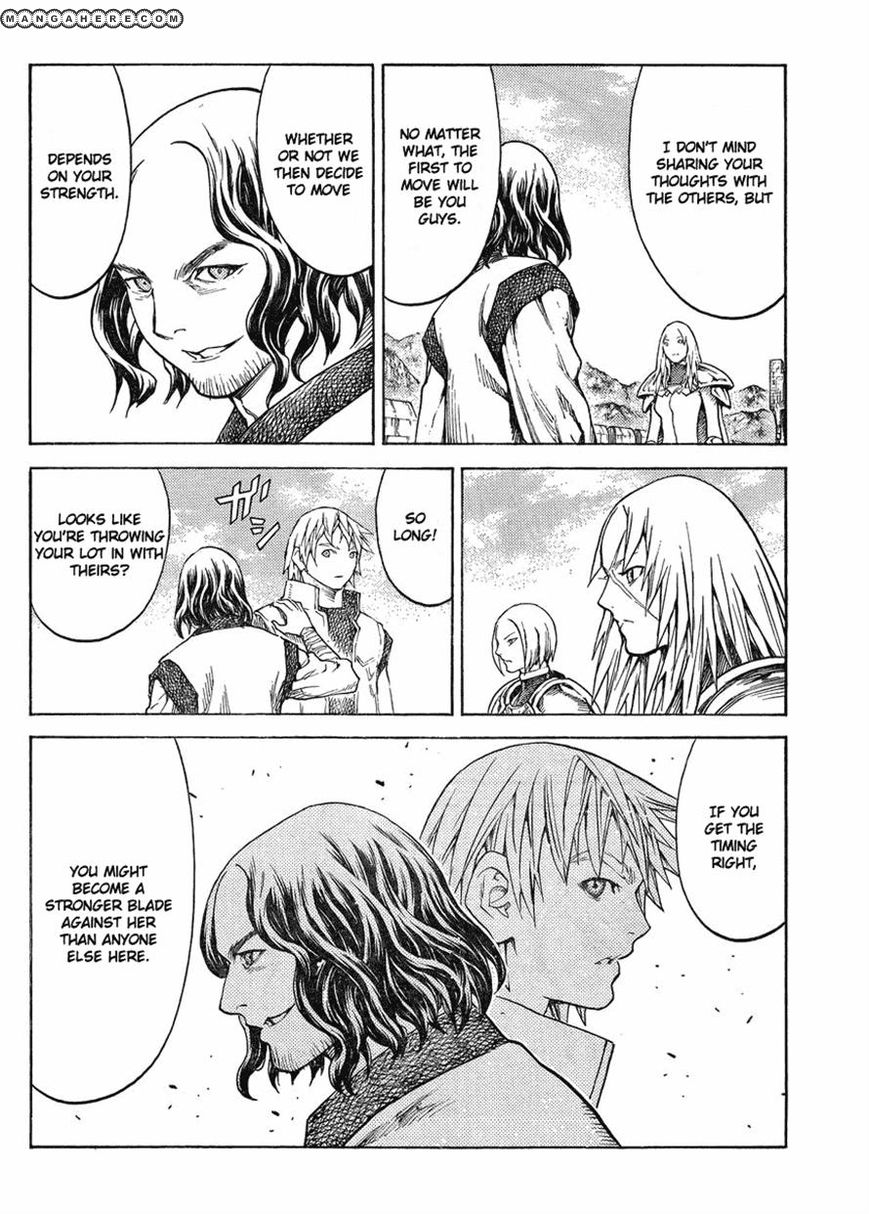 MANGAHERE.COM
I DON'T MIND
SHARING YOUR
THOUGHTS WITH
THE OTHERS, BUT
NO MATTER
WHAT, THE
FIRST TO
MOVE WILL
BE YOU
GUYS.
WHETHER
OR NOT WE
THEN DECIDE
TO MOVE
DEPENDS
ON YOUR
STRENGTH.
SO
LONG!
ガシ
LOOKS LIKE
YOU'RE THROWING
YOUR LOT IN WITH
THEIRS?
IF YOU
GET THE
TIMING
RIGHT,
YOU MIGHT
BECOME A
STRONGER BLADE
AGAINST HER
THAN ANYONE
ELSE HERE.